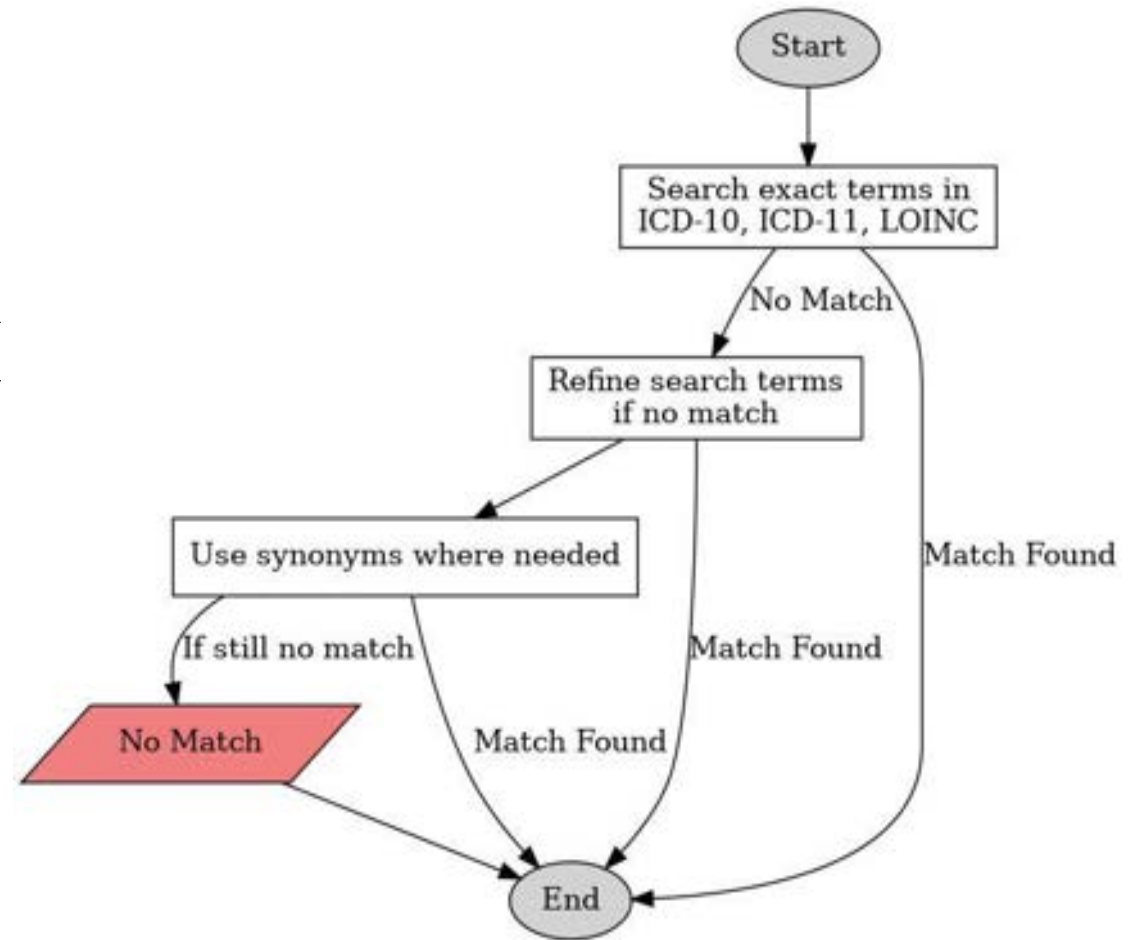 Start
Search exact terms in
ICD-10, ICD-11, LOINC
No Match
Refine search terms
if no match
Use synonyms where needed
Match Found
If still no match
Match Found
No Match
Match Found
End